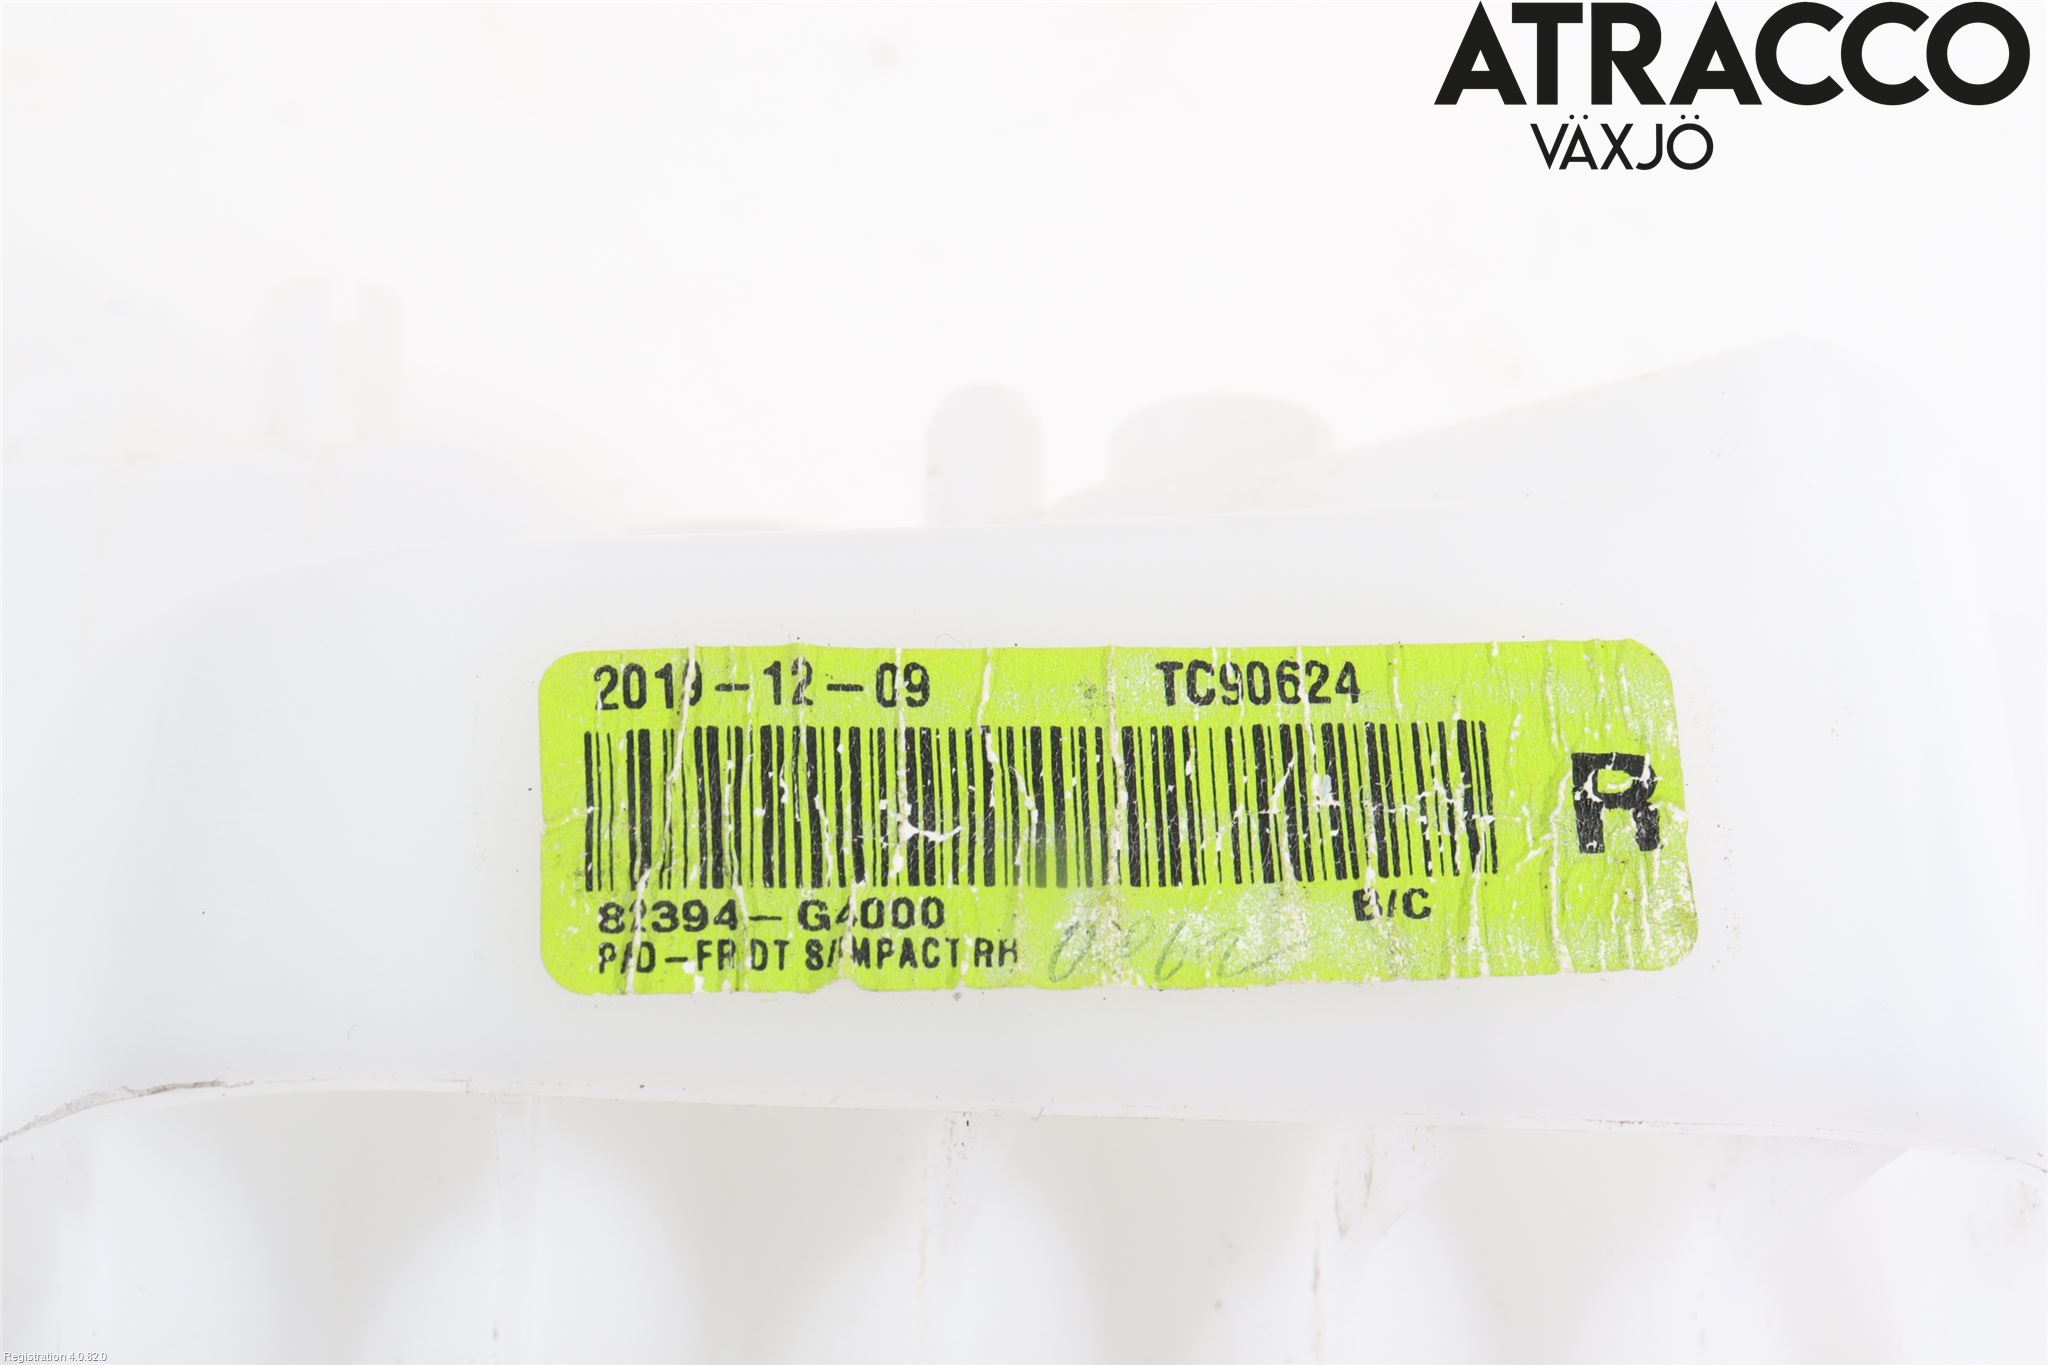 ATRACCO
VÄXJÖ
2019-12-09 TC90624
R
82394-G4000 B/C
P/D-FR DT S/IMPACT RH
Registration 4.0.82.0